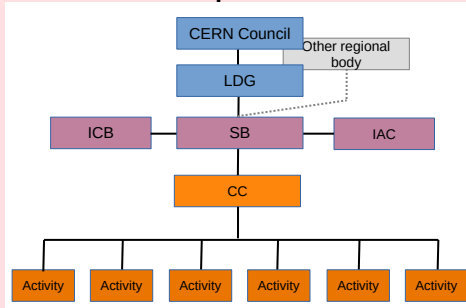 CERN Council
Other regional
body
LDG
ICB
SB
IAC
CC
Activity
Activity
Activity
Activity
Activity
Activity